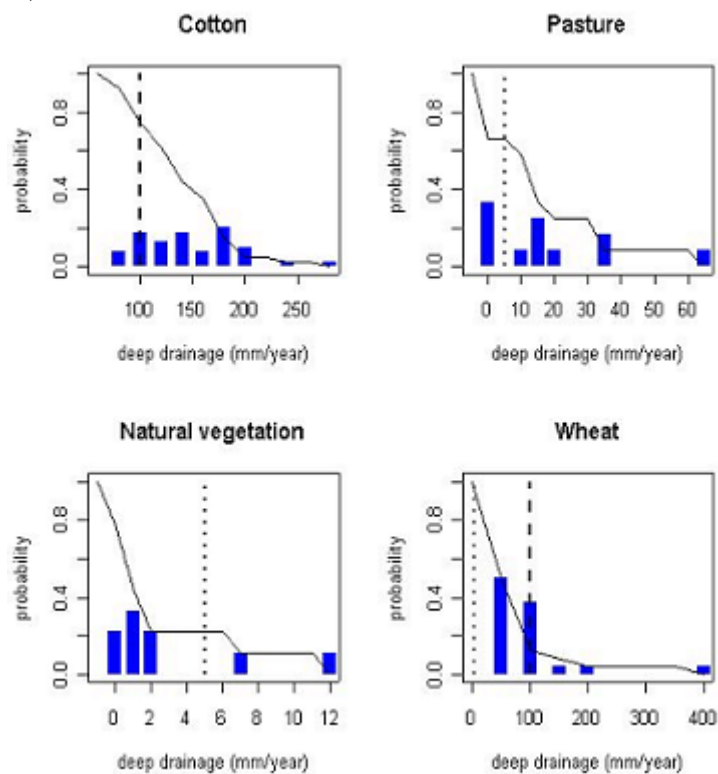 Cotton
probability
0.0 0.4 0.8
100 150 200 250
deep drainage (mm/year)
Pasture
probability
0.0 0.4 0.8
0 10 20 30 40 50 60
deep drainage (mm/year)
Natural vegetation
probability
0.0 0.4 0.8
0 2 4 6 8 10 12
deep drainage (mm/year)
Wheat
probability
0.0 0.4 0.8
0 100 200 300 400
deep drainage (mm/year)